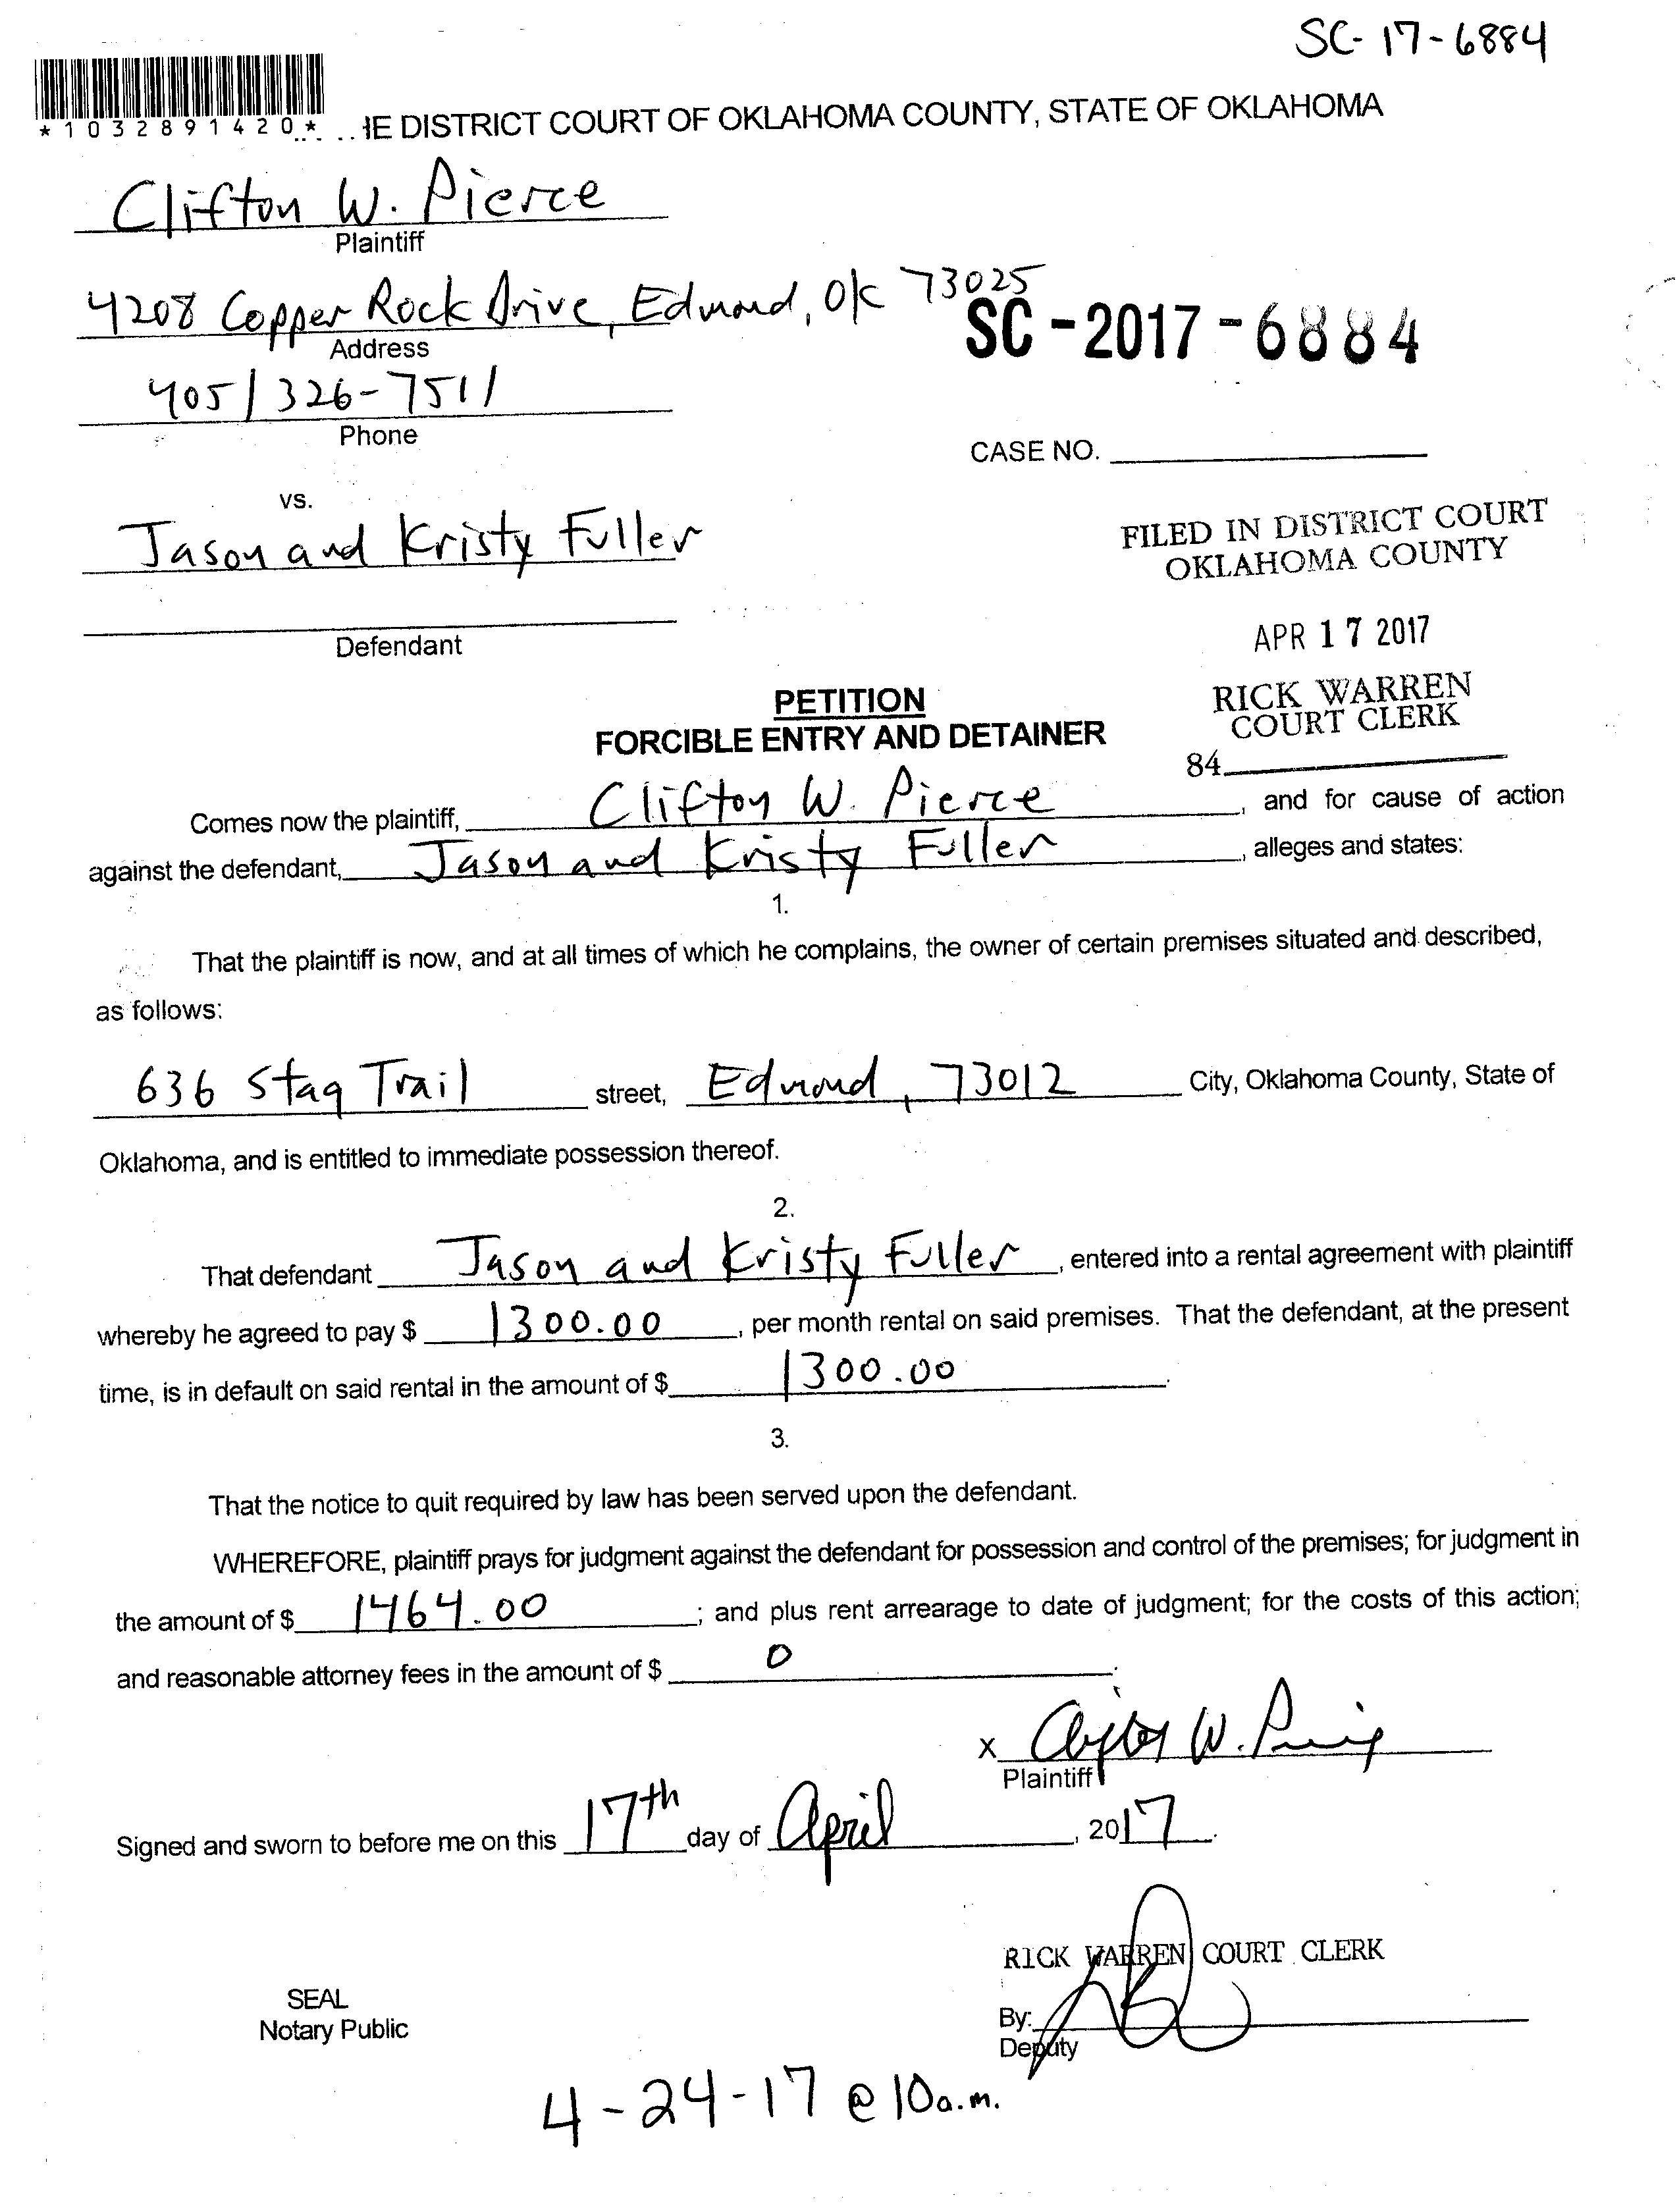 SC-17-6884
*1032891420*
HE DISTRICT COURT OF OKLAHOMA COUNTY, STATE OF OKLAHOMA
Clifton W. Pierce
Plaintiff
4208 Copper Rock Drive, Edmond, OK 73025
SC-2017-6884
Address
405/326-7511
Phone
CASE NO.
vs.
Jason and Kristy Fuller
FILED IN DISTRICT COURT
OKLAHOMA COUNTY
Defendant
APR 17 2017
PETITION
RICK WARREN
COURT CLERK
FORCIBLE ENTRY AND DETAINER
84
Comes now the plaintiff, Clifton W. Pierce, and for cause of action
against the defendant, Jason and Kristy Fuller, alleges and states:
1.
That the plaintiff is now, and at all times of which he complains, the owner of certain premises situated and described,
as follows:
636 Stag Trail street, Edmond, 73012 City, Oklahoma County, State of
Oklahoma, and is entitled to immediate possession thereof.
2.
That defendant Jason and Kristy Fuller, entered into a rental agreement with plaintiff
whereby he agreed to pay $ 1300.00, per month rental on said premises. That the defendant, at the present
time, is in default on said rental in the amount of $ 1300.00.
3.
That the notice to quit required by law has been served upon the defendant.
WHEREFORE, plaintiff prays for judgment against the defendant for possession and control of the premises; for judgment in
the amount of $ 1464.00; and plus rent arrearage to date of judgment; for the costs of this action;
and reasonable attorney fees in the amount of $ 0.
x Clifton W. Pierce
Plaintiff
Signed and sworn to before me on this 17th day of April, 2017.
RICK WARREN COURT CLERK
SEAL
Notary Public
By:
Deputy
4-24-17 @ 10a.m.